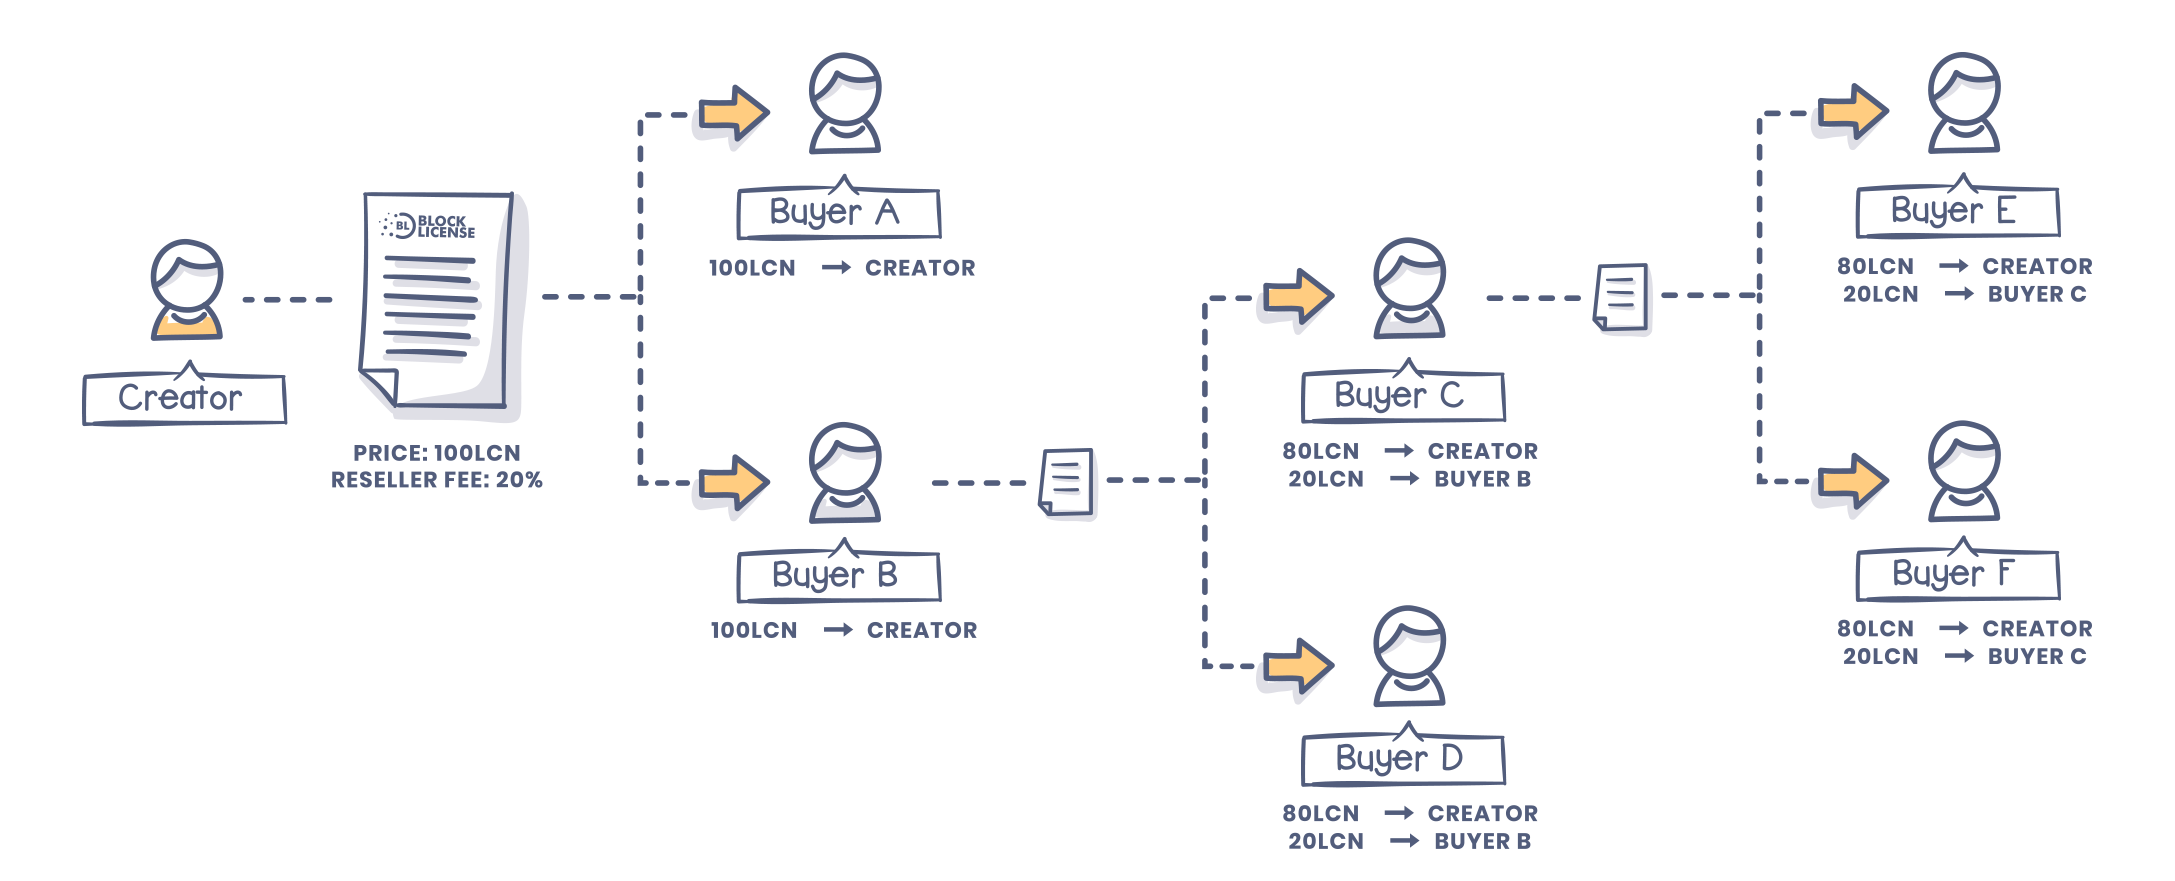 BL
BLOCK
LICENSE
Creator
PRICE: 100LCN
RESELLER FEE: 20%
Buyer A
100LCN → CREATOR
Buyer B
100LCN → CREATOR
Buyer C
80LCN → CREATOR
20LCN → BUYER B
Buyer D
80LCN → CREATOR
20LCN → BUYER B
Buyer E
80LCN → CREATOR
20LCN → BUYER C
Buyer F
80LCN → CREATOR
20LCN → BUYER C